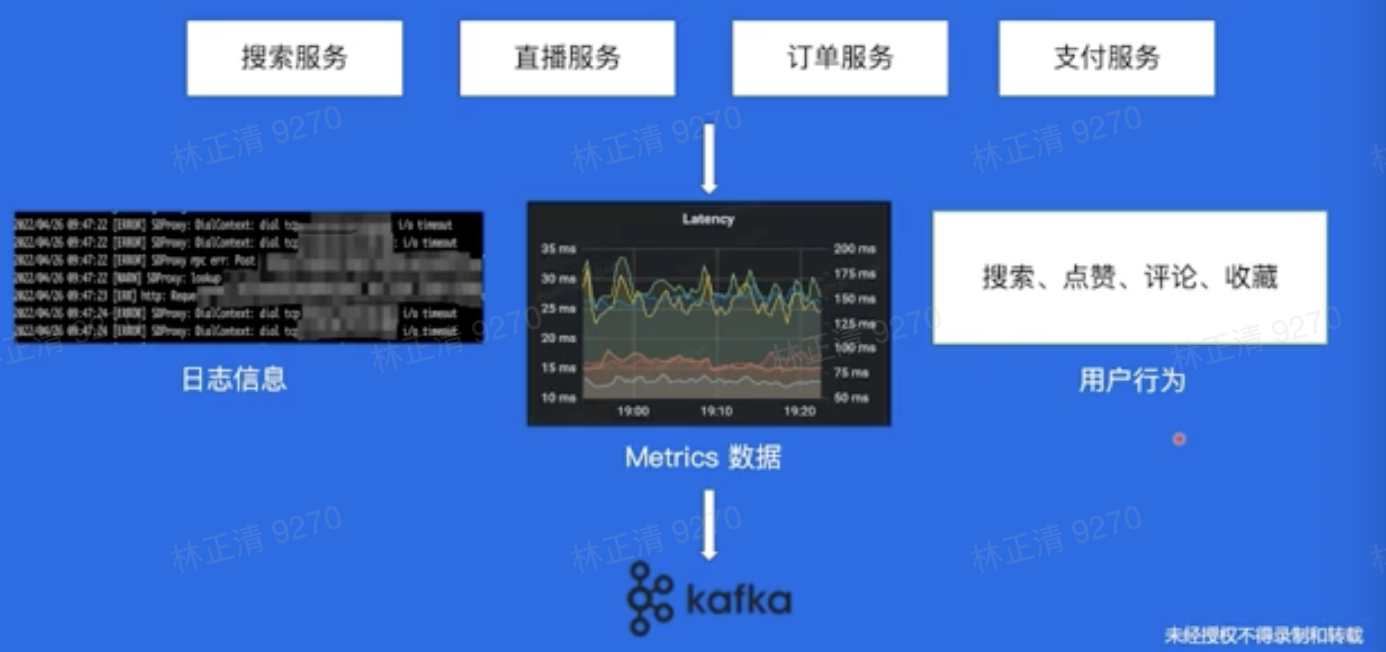 搜索服务
直播服务
订单服务
支付服务
2022/04/26 09:47:22 [ERROR] SDProxy: DialContext: dial tcp i/o timeout
2022/04/26 09:47:22 [ERROR] SDProxy: DialContext: dial tcp : i/o timeout
2022/04/26 09:47:22 [ERROR] SDProxy rpc err: Post
2022/04/26 09:47:22 [WARN] SDProxy: lookup
2022/04/26 09:47:23 [ERR] http: Reque
2022/04/26 09:47:24 [ERROR] SDProxy: DialContext: dial tcp i/o timeout
2022/04/26 09:47:24 [ERROR] SDProxy: DialContext: dial tcp i/o timeout
日志信息
Latency
35 ms
30 ms
25 ms
20 ms
15 ms
10 ms
200 ms
175 ms
150 ms
125 ms
100 ms
75 ms
50 ms
19:00
19:10
19:20
Metrics 数据
搜索、点赞、评论、收藏
用户行为
kafka
未经授权不得录制和转载
林正清 9270
林正清 9270
林正清 9270
林正清 9270
林正清 9270
林正清 9270
林正清 9270
林正清 9270
林正清 9270